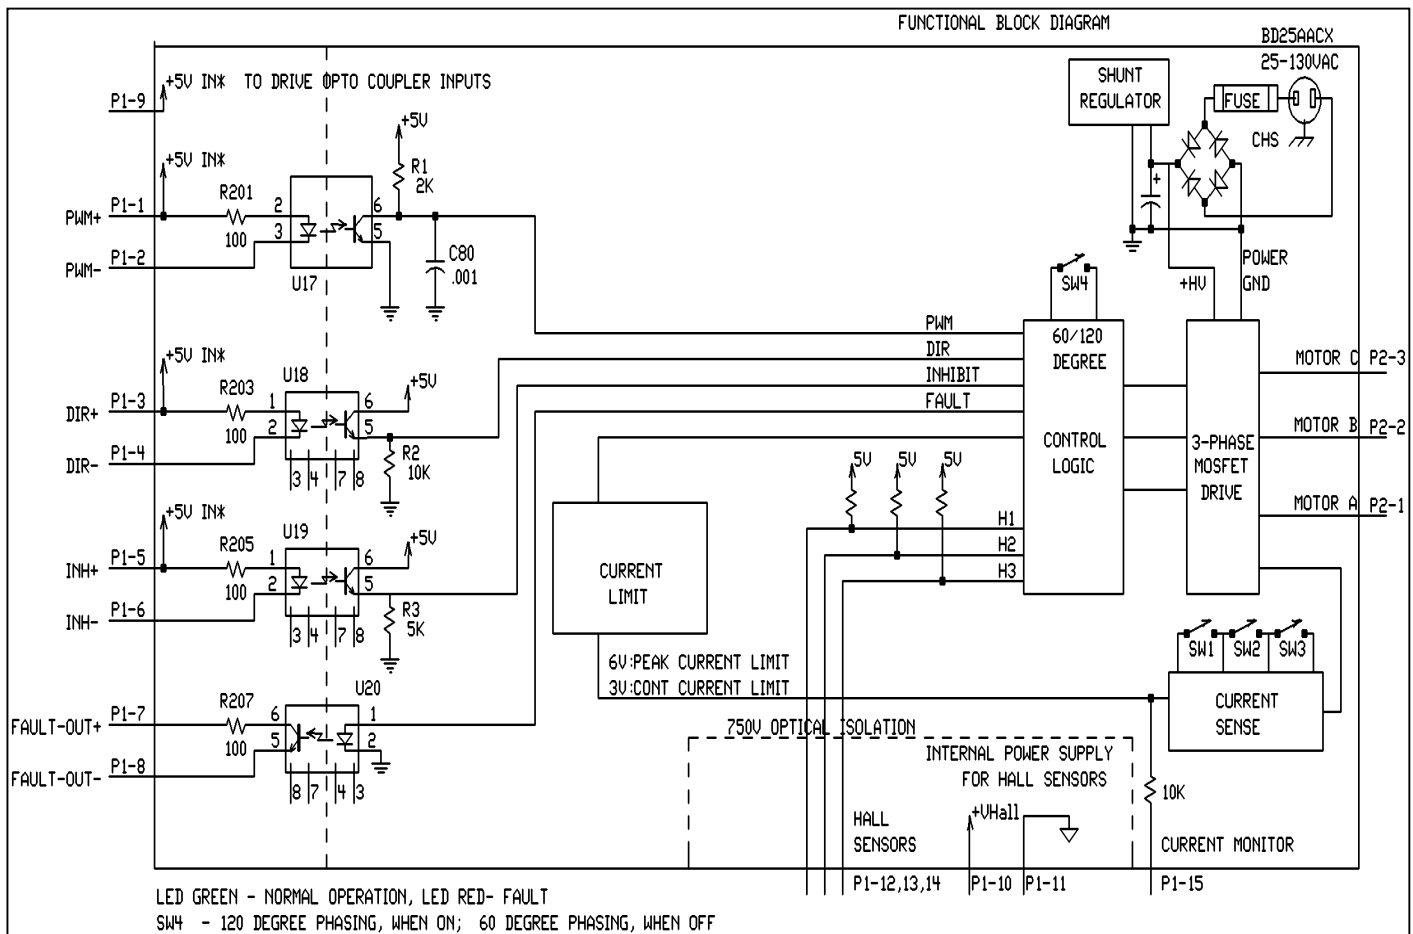 FUNCTIONAL BLOCK DIAGRAM
BD25AACX
25-130VAC
+5V IN* TO DRIVE OPTO COUPLER INPUTS
P1-9
SHUNT
REGULATOR
FUSE
CHS
+5V
+5V IN*
R1
2K
R201
100
PWM+ P1-1
PWM- P1-2
2
3
6
5
U17
C80
.001
+
POWER
GND
+HV
SW4
PWM
DIR
INHIBIT
FAULT
60/120
DEGREE
CONTROL
LOGIC
3-PHASE
MOSFET
DRIVE
MOTOR C P2-3
MOTOR B P2-2
MOTOR A P2-1
+5V IN*
R203
100
U18
+5V
DIR+ P1-3
DIR- P1-4
1
2
6
5
3 4 7 8
R2
10K
5V 5V 5V
H1
H2
H3
+5V IN*
R205
100
U19
+5V
INH+ P1-5
INH- P1-6
1
2
6
5
3 4 7 8
R3
5K
CURRENT
LIMIT
6V:PEAK CURRENT LIMIT
3V:CONT CURRENT LIMIT
SW1 SW2 SW3
CURRENT
SENSE
R207
100
U20
FAULT-OUT+ P1-7
FAULT-OUT- P1-8
6
5
1
2
8 7 4 3
750V OPTICAL ISOLATION
INTERNAL POWER SUPPLY
FOR HALL SENSORS
10K
+VHall
HALL
SENSORS
CURRENT MONITOR
P1-12,13,14 P1-10 P1-11 P1-15
LED GREEN - NORMAL OPERATION, LED RED- FAULT
SW4 - 120 DEGREE PHASING, WHEN ON; 60 DEGREE PHASING, WHEN OFF